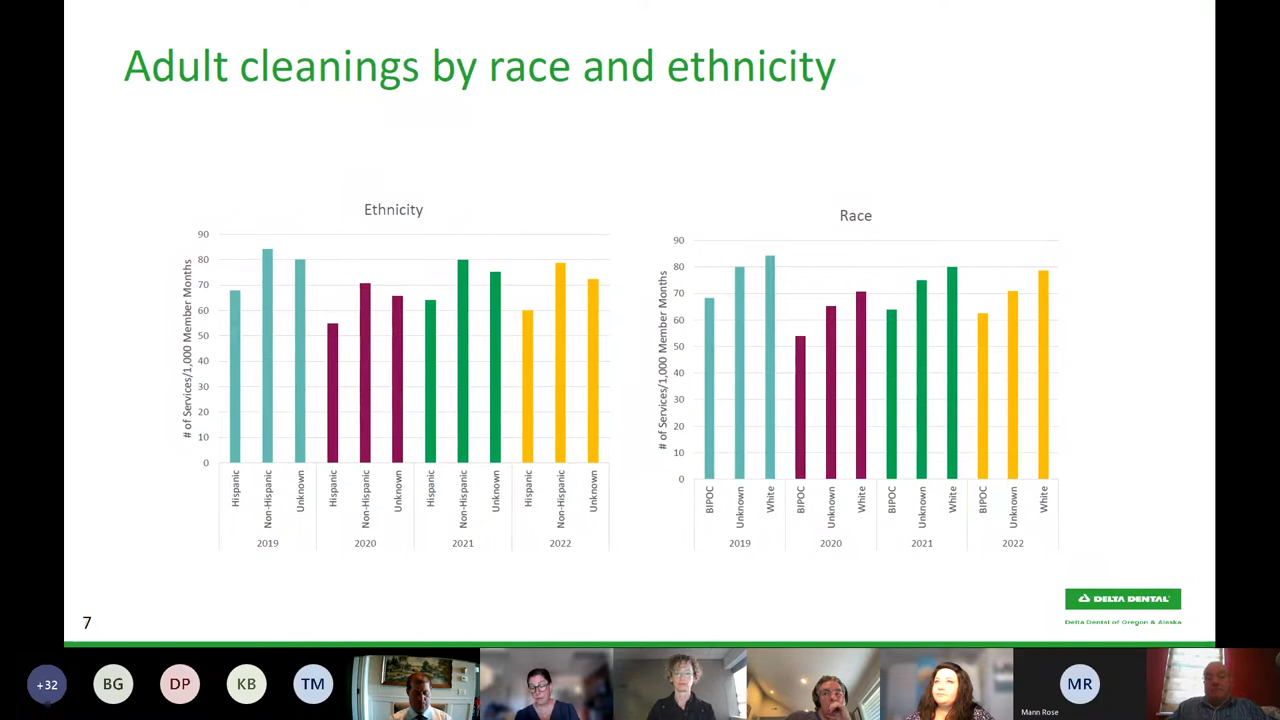 Adult cleanings by race and ethnicity
Ethnicity
# of Services/1,000 Member Months
90
80
70
60
50
40
30
20
10
0
Hispanic
Non-Hispanic
Unknown
Hispanic
Non-Hispanic
Unknown
Hispanic
Non-Hispanic
Unknown
Hispanic
Non-Hispanic
Unknown
2019
2020
2021
2022
Race
# of Services/1,000 Member Months
90
80
70
60
50
40
30
20
10
0
BIPOC
Unknown
White
BIPOC
Unknown
White
BIPOC
Unknown
White
BIPOC
Unknown
White
2019
2020
2021
2022
DELTA DENTAL®
Delta Dental of Oregon & Alaska
7
+32
BG
DP
KB
TM
MR
Mann Rose